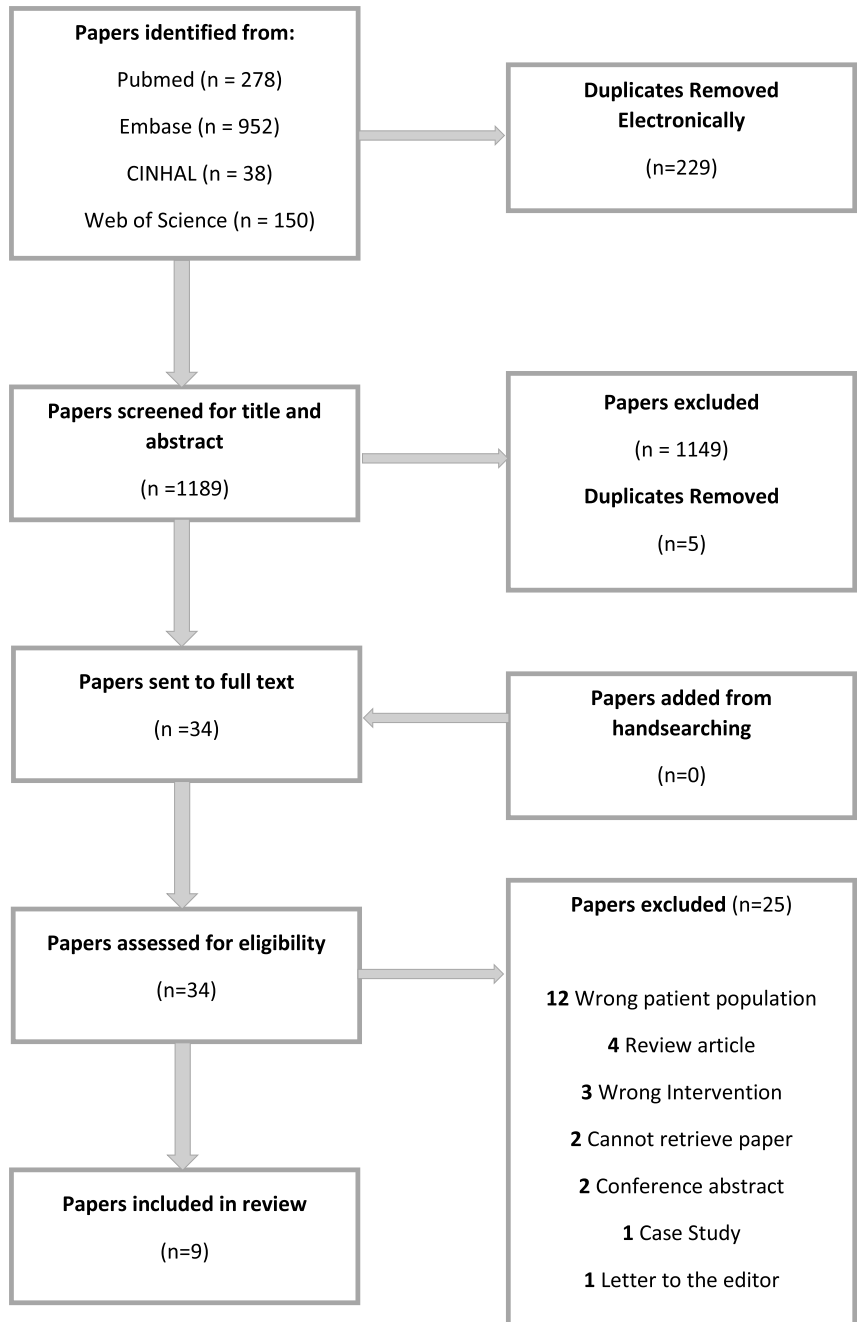 Papers identified from:
Pubmed (n = 278)
Embase (n = 952)
CINHAL (n = 38)
Web of Science (n = 150)
Duplicates Removed
Electronically
(n=229)
Papers screened for title and
abstract
(n =1189)
Papers excluded
(n = 1149)
Duplicates Removed
(n=5)
Papers sent to full text
(n =34)
Papers added from
handsearching
(n=0)
Papers assessed for eligibility
(n=34)
Papers excluded (n=25)
12 Wrong patient population
4 Review article
3 Wrong Intervention
2 Cannot retrieve paper
2 Conference abstract
1 Case Study
1 Letter to the editor
Papers included in review
(n=9)